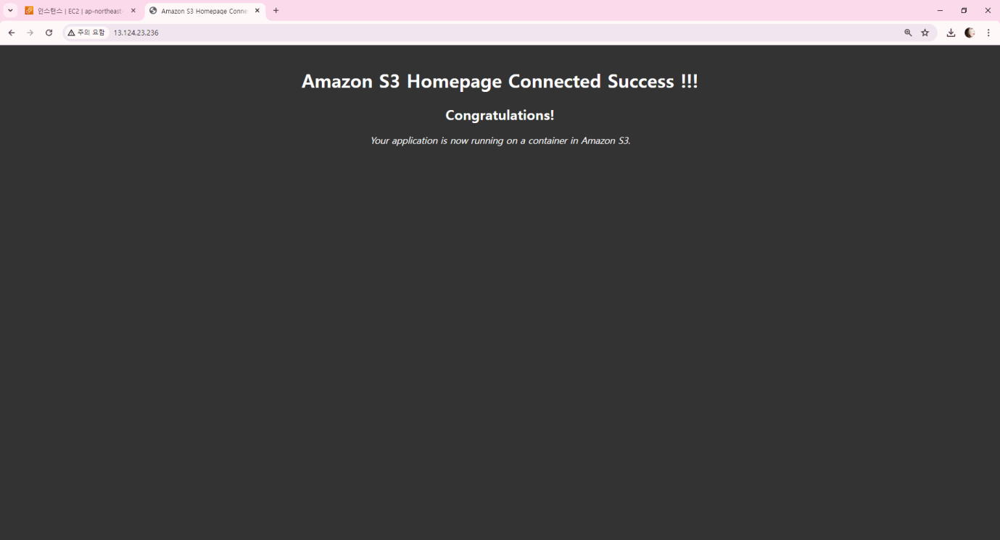 인스턴스 | EC2 | ap-northeast-
Amazon S3 Homepage Conne
주의 요함
13.124.23.236
Amazon S3 Homepage Connected Success !!!
Congratulations!
Your application is now running on a container in Amazon S3.